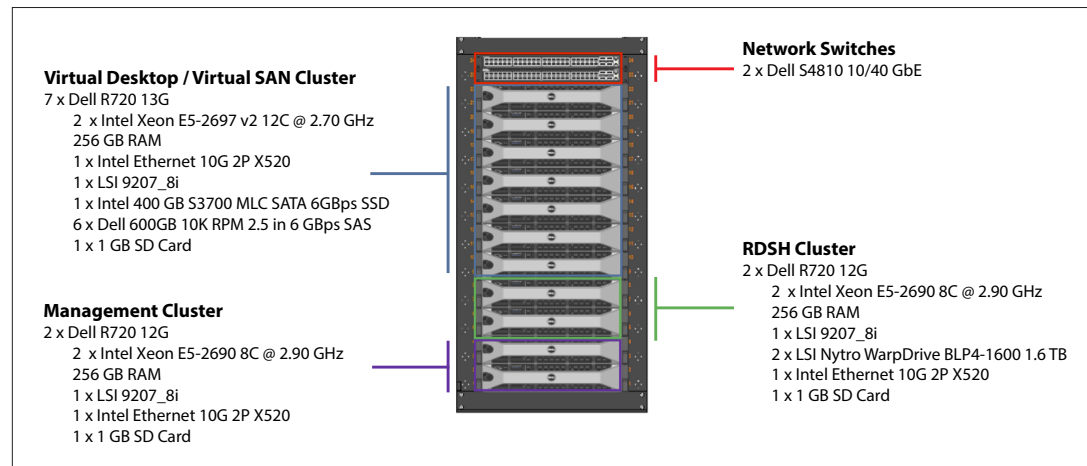 Virtual Desktop / Virtual SAN Cluster
7 x Dell R720 13G
2 x Intel Xeon E5-2697 v2 12C @ 2.70 GHz
256 GB RAM
1 x Intel Ethernet 10G 2P X520
1 x LSI 9207_8i
1 x Intel 400 GB S3700 MLC SATA 6GBps SSD
6 x Dell 600GB 10K RPM 2.5 in 6 GBps SAS
1 x 1 GB SD Card
Management Cluster
2 x Dell R720 12G
2 x Intel Xeon E5-2690 8C @ 2.90 GHz
256 GB RAM
1 x LSI 9207_8i
1 x Intel Ethernet 10G 2P X520
1 x 1 GB SD Card
Network Switches
2 x Dell S4810 10/40 GbE
RDSH Cluster
2 x Dell R720 12G
2 x Intel Xeon E5-2690 8C @ 2.90 GHz
256 GB RAM
1 x LSI 9207_8i
2 x LSI Nytro WarpDrive BLP4-1600 1.6 TB
1 x Intel Ethernet 10G 2P X520
1 x 1 GB SD Card